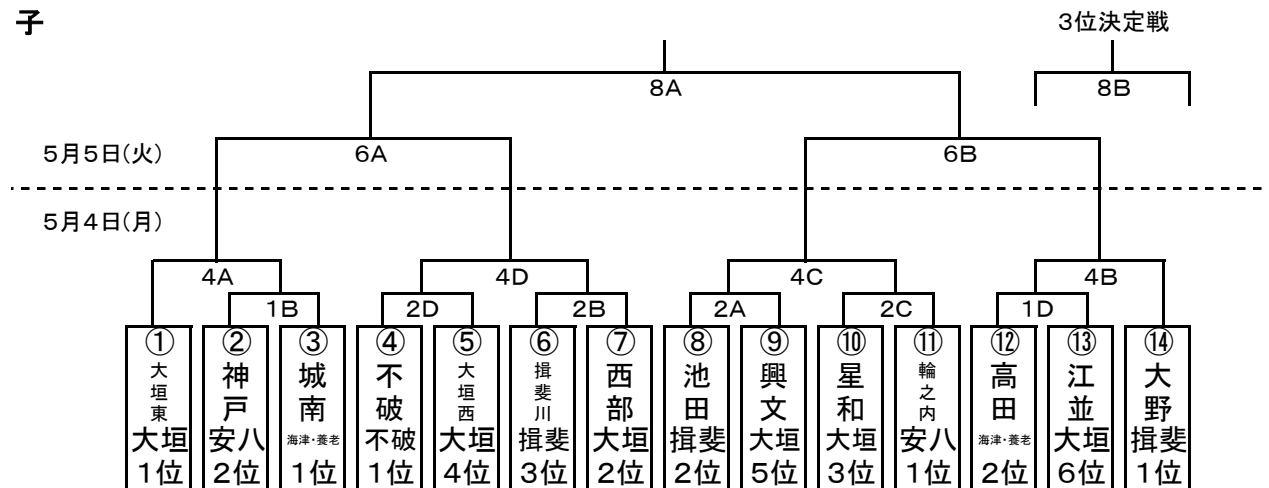 子
3位決定戦
8A
8B
5月5日(火)
6A
6B
5月4日(月)
4A
4D
4C
4B
1B
2D
2B
2A
2C
1D
① 大垣東 大垣 1位
② 神戸 安八 2位
③ 城南 海津・養老 1位
④ 不破 不破 1位
⑤ 大垣西 大垣 4位
⑥ 揖斐川 揖斐 3位
⑦ 西部 大垣 2位
⑧ 池田 揖斐 2位
⑨ 興文 大垣 5位
⑩ 星和 大垣 3位
⑪ 輪之内 安八 1位
⑫ 高田 海津・養老 2位
⑬ 江並 大垣 6位
⑭ 大野 揖斐 1位